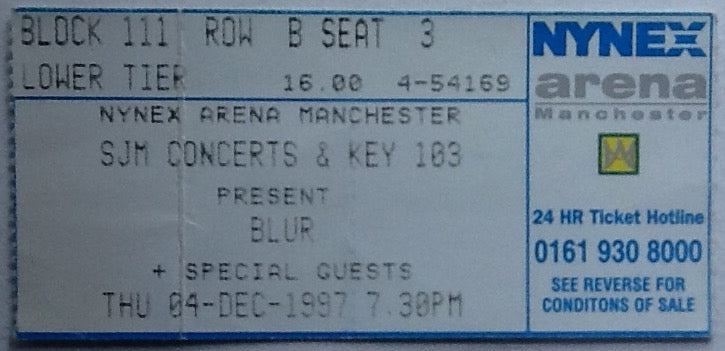 BLOCK 111 ROW B SEAT 3
LOWER TIER 16.00 4-54169
NYNEX ARENA MANCHESTER
SJM CONCERTS & KEY 103
PRESENT
BLUR
+ SPECIAL GUESTS
THU 04-DEC-1997 7.30PM
NYNEX
arena
Manchester
24 HR Ticket Hotline
0161 930 8000
SEE REVERSE FOR
CONDITONS OF SALE